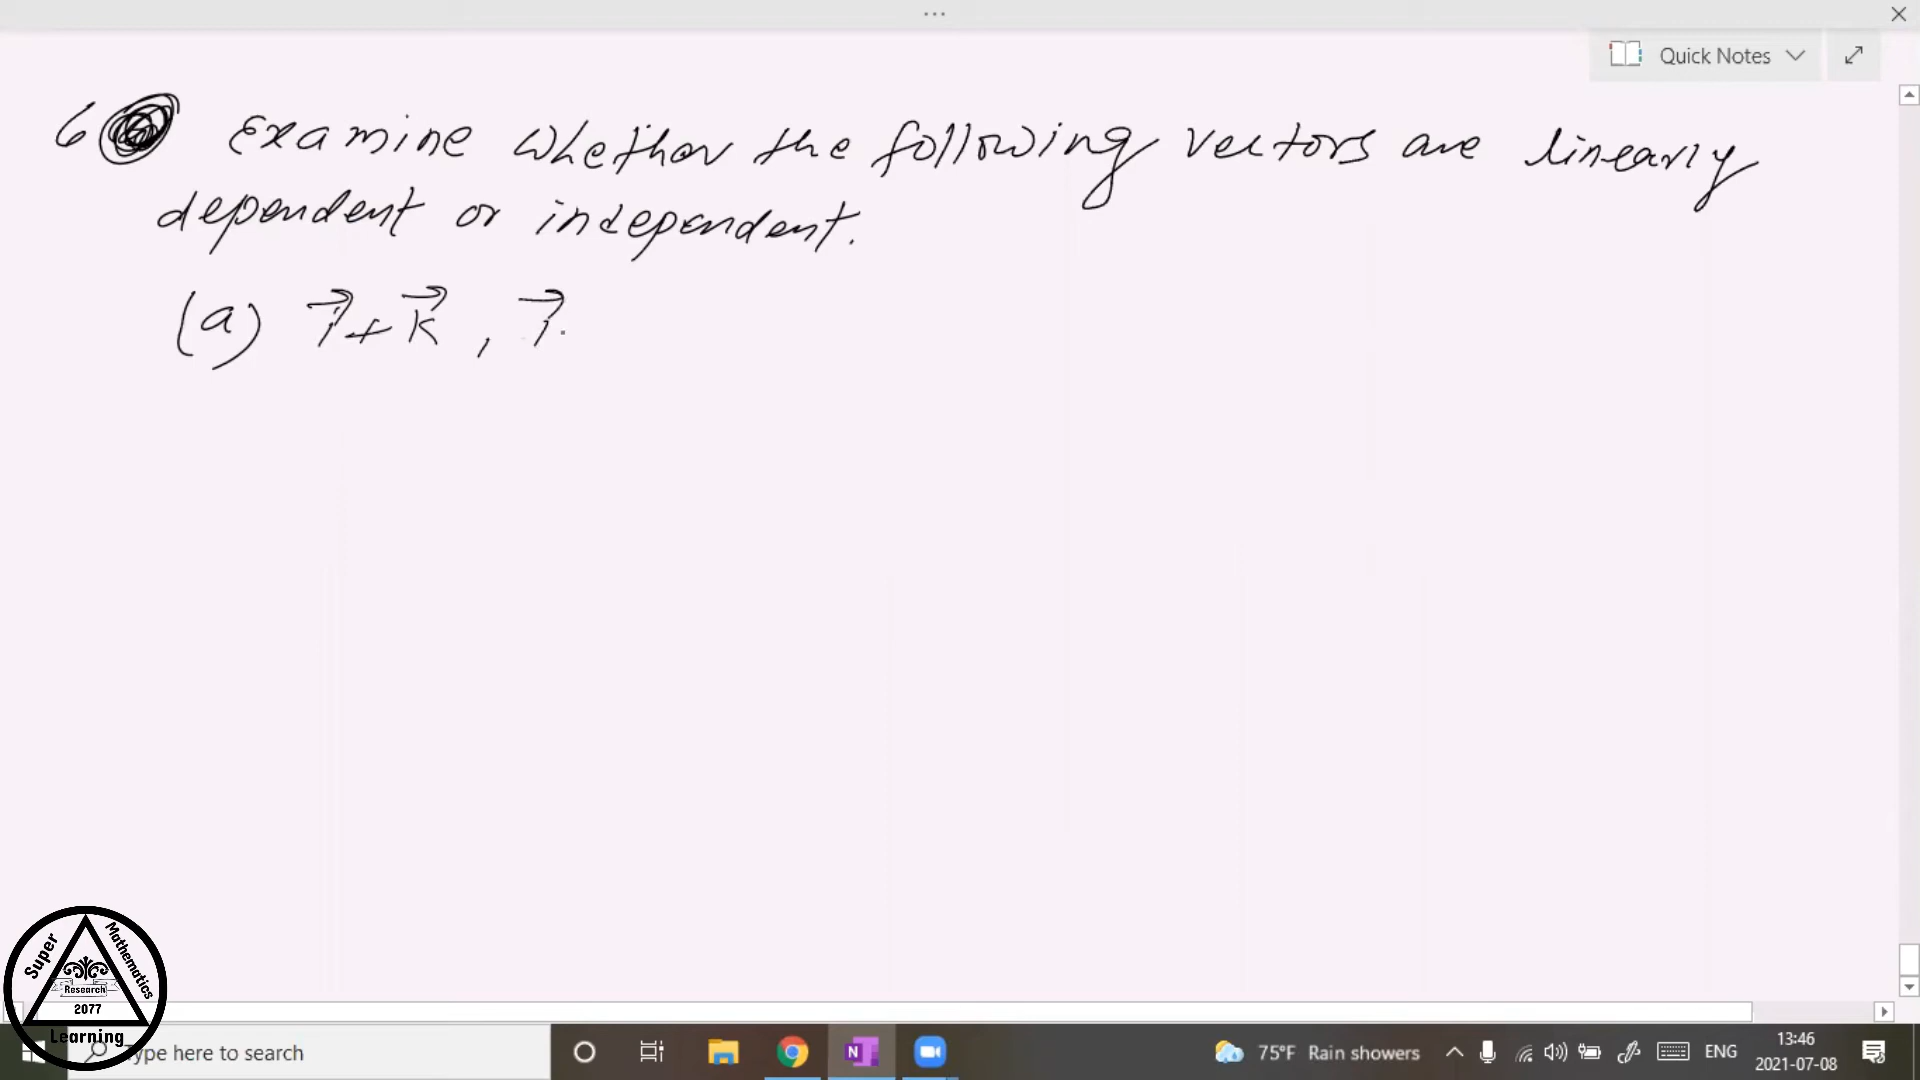 Quick Notes
6 Examine whether the following vectors are linearly
dependent or independent.
(a) i⃗ + k⃗ , i⃗
Super Mathematics
Research
2077
Learning
Type here to search
75°F Rain showers
ENG
13:46
2021-07-08